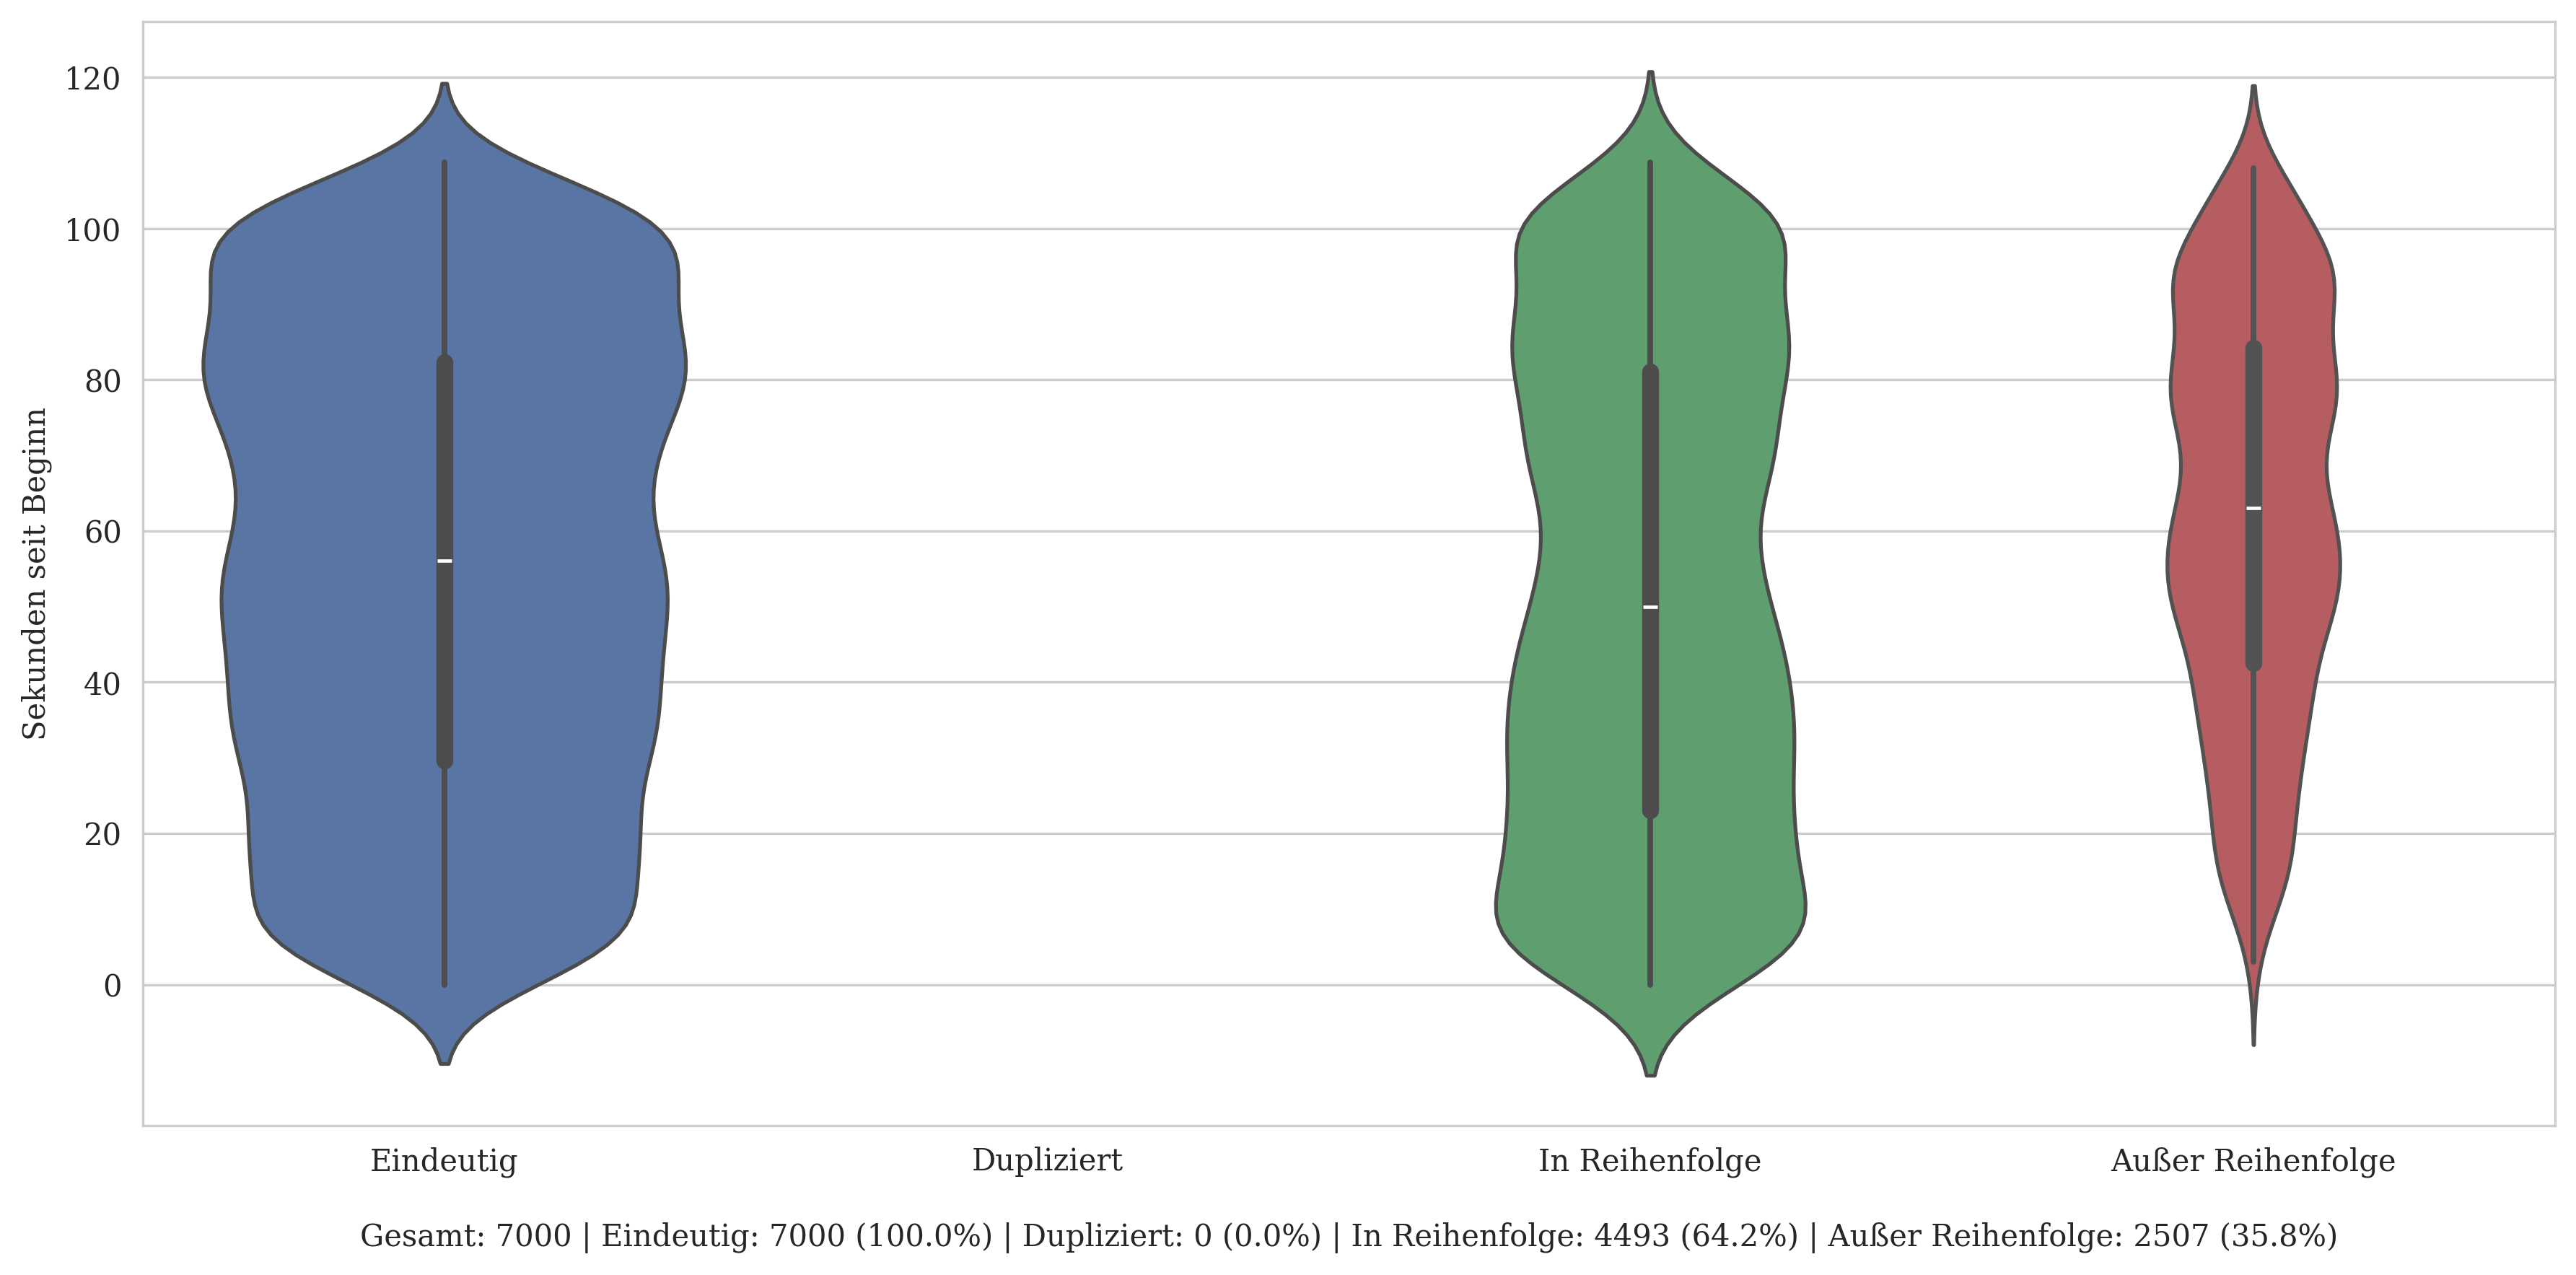 120
100
80
60
40
20
0
Sekunden seit Beginn
Eindeutig Dupliziert In Reihenfolge Außer Reihenfolge
Gesamt: 7000 | Eindeutig: 7000 (100.0%) | Dupliziert: 0 (0.0%) | In Reihenfolge: 4493 (64.2%) | Außer Reihenfolge: 2507 (35.8%)